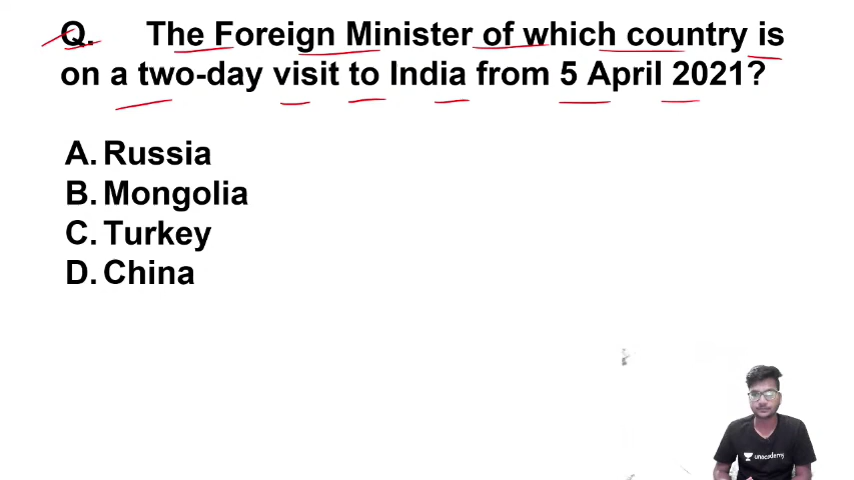 Q. The Foreign Minister of which country is
on a two-day visit to India from 5 April 2021?
A. Russia
B. Mongolia
C. Turkey
D. China
unacademy